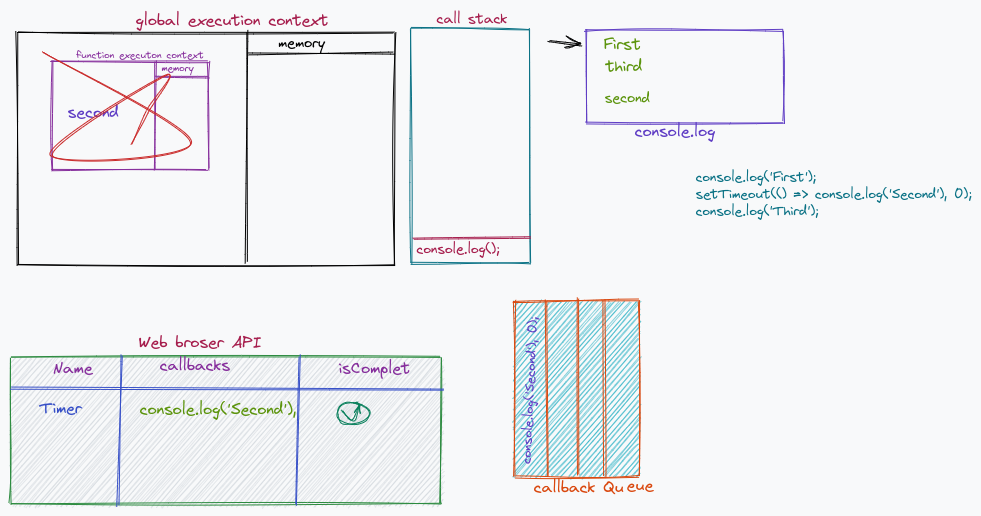 global execution context
memory
function executon context
memory
second
call stack
console.log();
First
third
second
console.log
console.log('First');
setTimeout(() => console.log('Second'), 0);
console.log('Third');
Web broser API
Name
callbacks
isComplet
Timer
console.log('Second'),
console.log('Second'), 0);
callback Queue